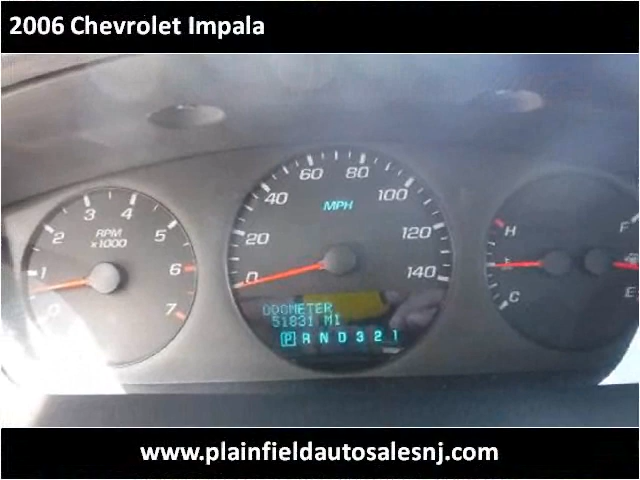 2006 Chevrolet Impala
0 1 2 3 4 5 6 7
RPM
x1000
0 20 40 60 80 100 120 140
MPH
ODOMETER
51831 MI
P R N D 3 2 1
H
C
F
E
www.plainfieldautosalesnj.com